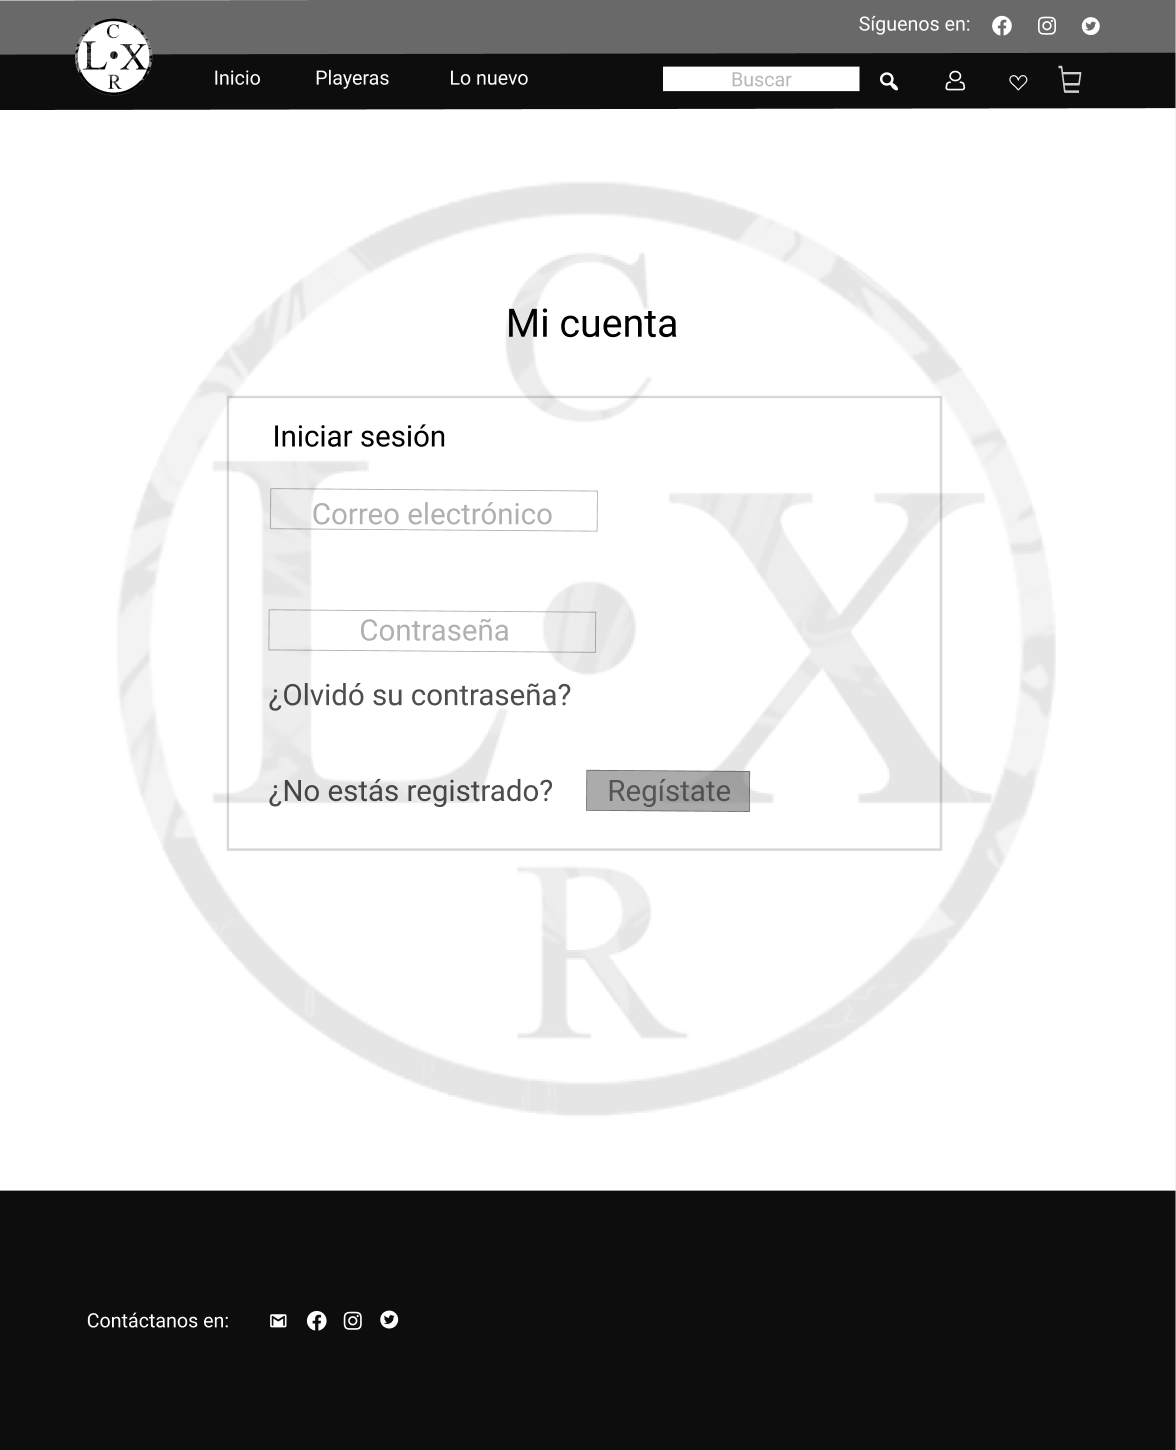 Síguenos en:
C
L·X
R
Inicio Playeras Lo nuevo Buscar
C
Mi cuenta
Iniciar sesión
L·X
Correo electrónico
Contraseña
¿Olvidó su contraseña?
¿No estás registrado? Regístate
R
Contáctanos en: